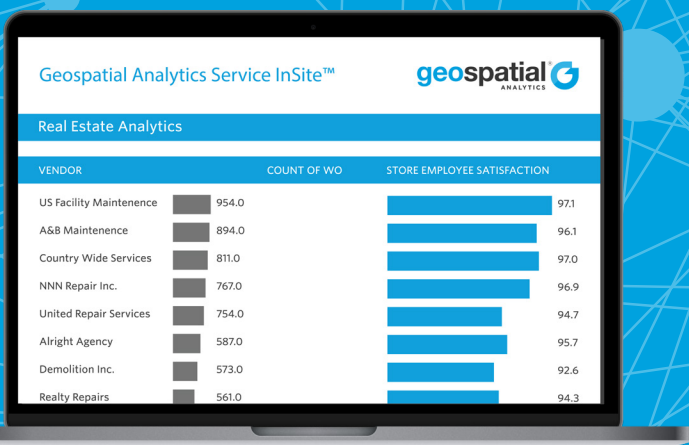 Geospatial Analytics Service InSite™
geospatial®
ANALYTICS
Real Estate Analytics
VENDOR COUNT OF WO STORE EMPLOYEE SATISFACTION
US Facility Maintenence 954.0 97.1
A&B Maintenence 894.0 96.1
Country Wide Services 811.0 97.0
NNN Repair Inc. 767.0 96.9
United Repair Services 754.0 94.7
Alright Agency 587.0 95.7
Demolition Inc. 573.0 92.6
Realty Repairs 561.0 94.3